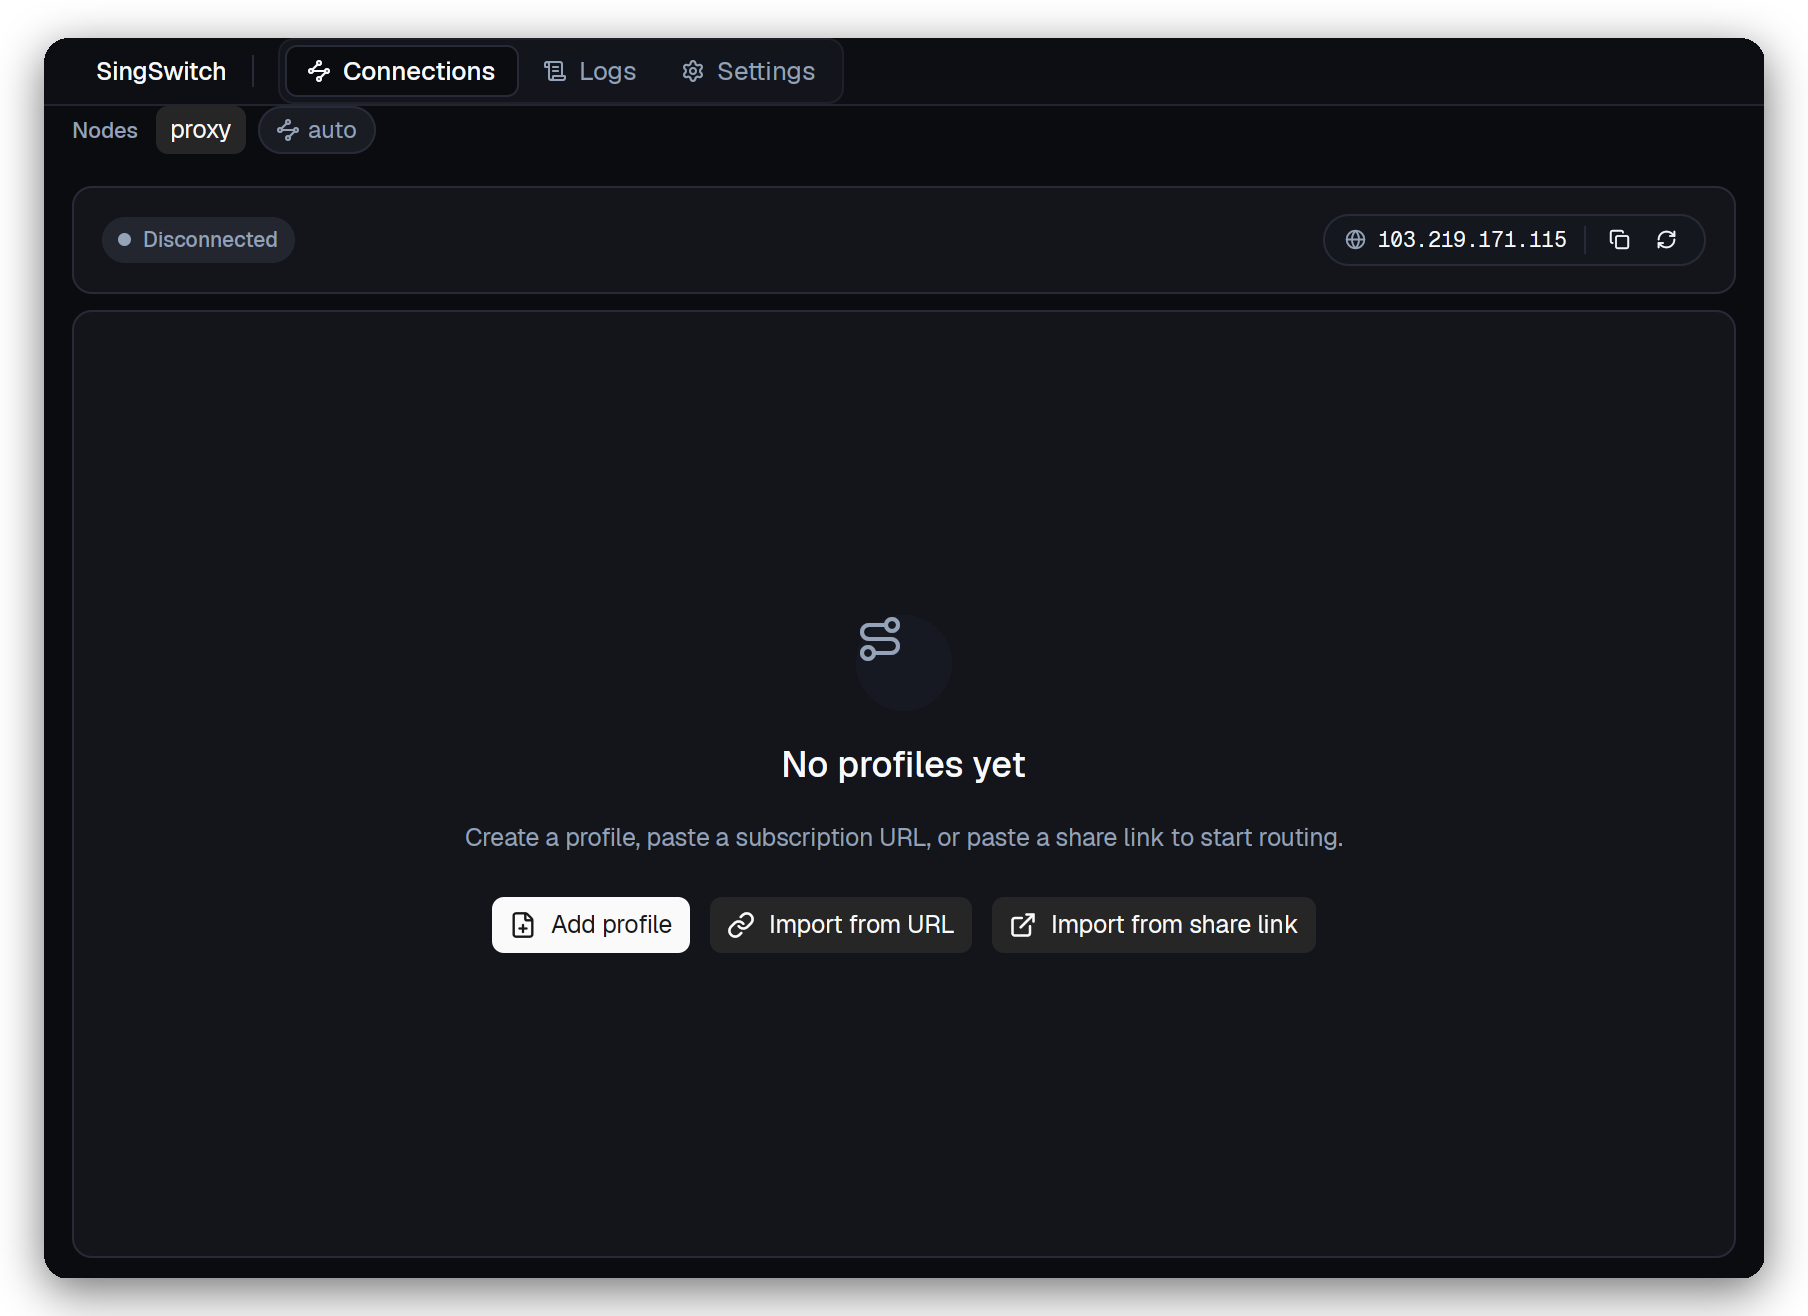 SingSwitch Connections Logs Settings
Nodes proxy auto
Disconnected 103.219.171.115
No profiles yet
Create a profile, paste a subscription URL, or paste a share link to start routing.
Add profile Import from URL Import from share link